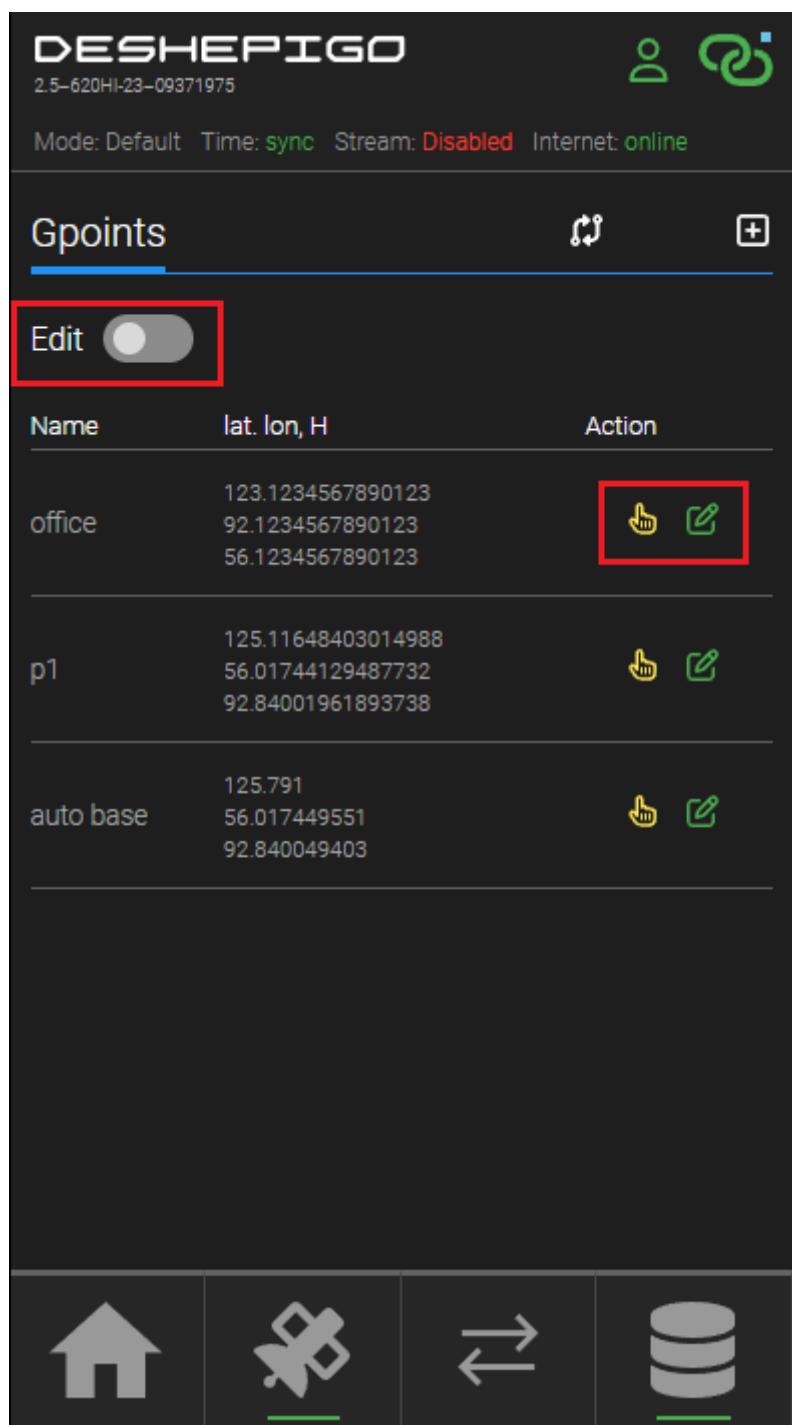 DESHEPIGO
2.5-620HI-23-09371975
Mode: Default Time: sync Stream: Disabled Internet: online
Gpoints
Edit
Name lat. lon, H Action
office
123.1234567890123
92.1234567890123
56.1234567890123
p1
125.11648403014988
56.01744129487732
92.84001961893738
auto base
125.791
56.017449551
92.840049403